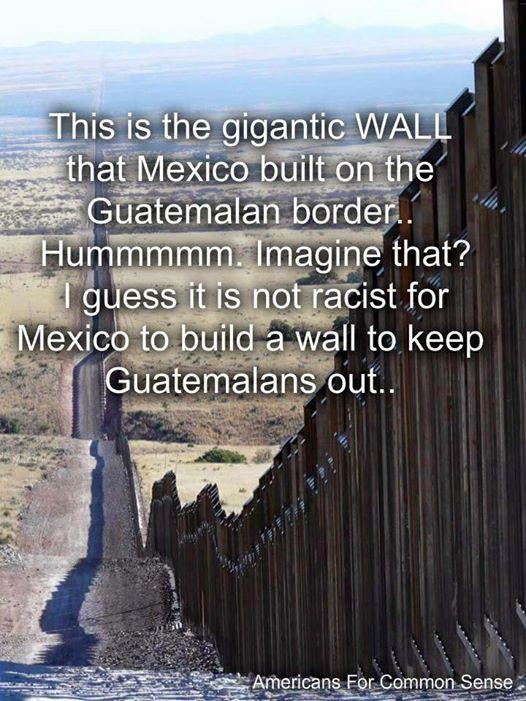 This is the gigantic WALL
that Mexico built on the
Guatemalan border..
Hummmmm. Imagine that?
I guess it is not racist for
Mexico to build a wall to keep
Guatemalans out..
Americans For Common Sense